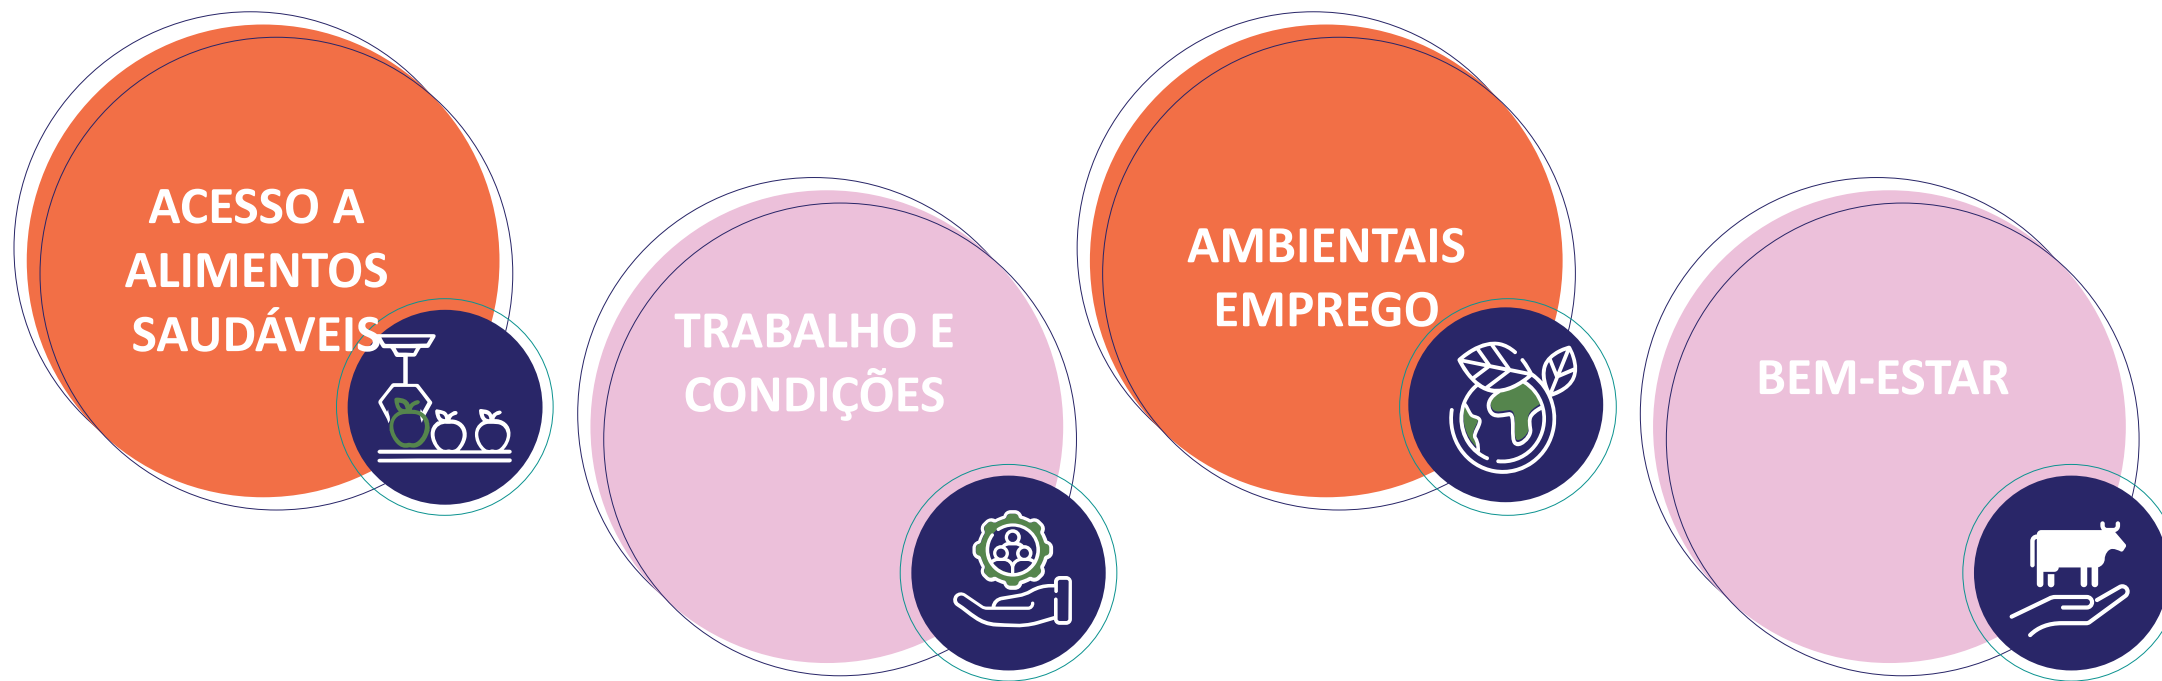 ACESSO A
ALIMENTOS
SAUDÁVEIS
TRABALHO E
CONDIÇÕES
AMBIENTAIS
EMPREGO
BEM-ESTAR